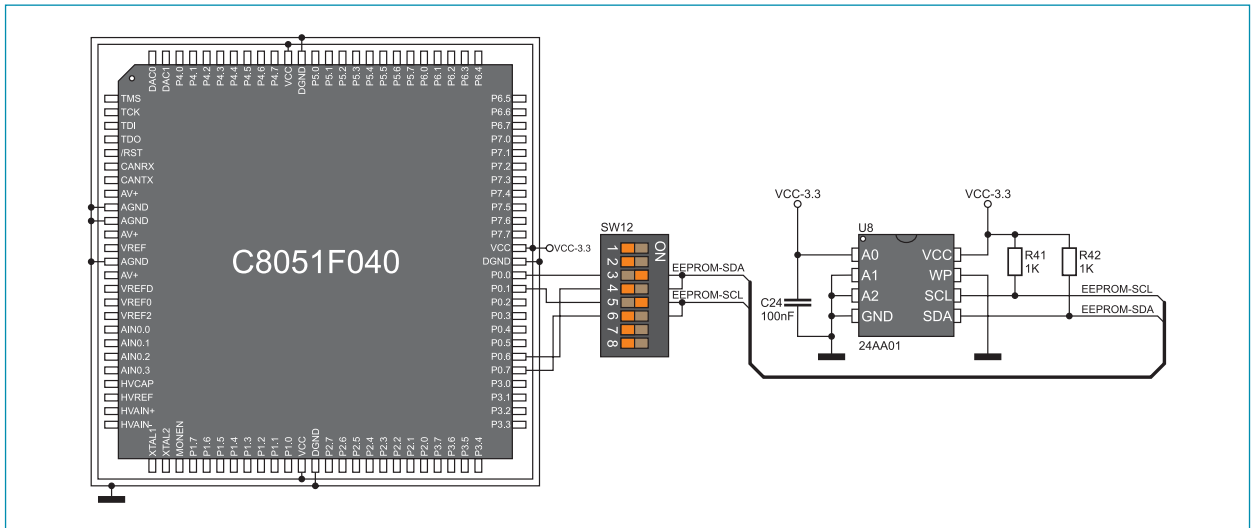 DAC0
DAC1
P4.0
P4.1
P4.2
P4.3
P4.4
P4.5
P4.6
P4.7
VCC
DGND
P5.0
P5.1
P5.2
P5.3
P5.4
P5.5
P5.6
P5.7
P6.0
P6.1
P6.2
P6.3
P6.4
TMS
TCK
TDI
TDO
/RST
CANRX
CANTX
AV+
AGND
AGND
AV+
VREF
AGND
AV+
VREFD
VREF0
VREF2
AIN0.0
AIN0.1
AIN0.2
AIN0.3
HVCAP
HVREF
HVAIN+
HVAIN-
C8051F040
P6.5
P6.6
P6.7
P7.0
P7.1
P7.2
P7.3
P7.4
P7.5
P7.6
P7.7
VCC
DGND
P0.0
P0.1
P0.2
P0.3
P0.4
P0.5
P0.6
P0.7
P3.0
P3.1
P3.2
P3.3
XTAL1
XTAL2
MONEN
P1.7
P1.6
P1.5
P1.4
P1.3
P1.2
P1.1
P1.0
VCC
DGND
P2.7
P2.6
P2.5
P2.4
P2.3
P2.2
P2.1
P2.0
P3.7
P3.6
P3.5
P3.4
VCC-3.3
SW12
ON
1
2
3
4
5
6
7
8
EEPROM-SDA
EEPROM-SCL
VCC-3.3
C24
100nF
VCC-3.3
U8
A0
A1
A2
GND
VCC
WP
SCL
SDA
24AA01
R41
1K
R42
1K
EEPROM-SCL
EEPROM-SDA